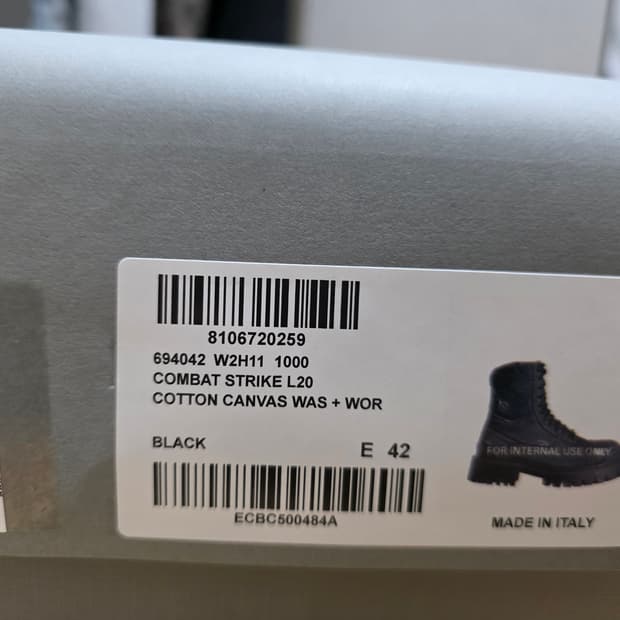 8106720259
694042 W2H11 1000
COMBAT STRIKE L20
COTTON CANVAS WAS + WOR
BLACK E 42
ECBC500484A
FOR INTERNAL USE ONLY
MADE IN ITALY